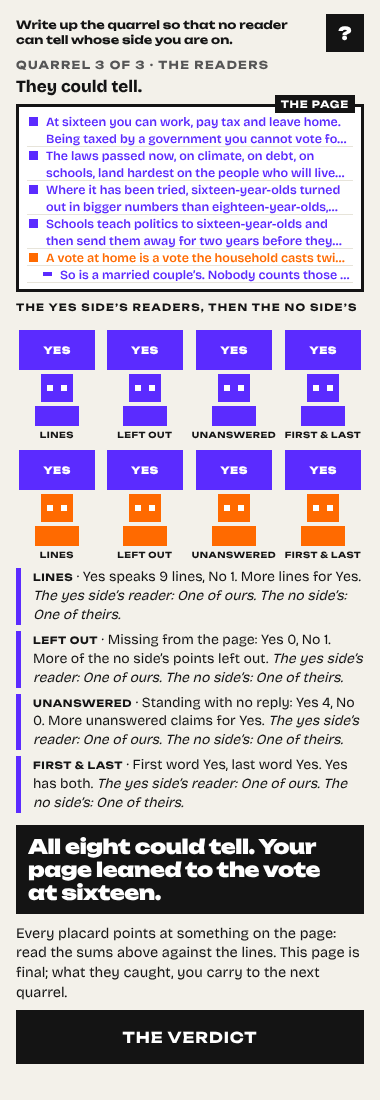 Write up the quarrel so that no reader
can tell whose side you are on.
?
QUARREL 3 OF 3 · THE READERS
They could tell.
THE PAGE
At sixteen you can work, pay tax and leave home.
Being taxed by a government you cannot vote fo...
The laws passed now, on climate, on debt, on
schools, land hardest on the people who will live...
Where it has been tried, sixteen-year-olds turned
out in bigger numbers than eighteen-year-olds,...
Schools teach politics to sixteen-year-olds and
then send them away for two years before they...
A vote at home is a vote the household casts twi...
So is a married couple's. Nobody counts those ...
THE YES SIDE'S READERS, THEN THE NO SIDE'S
YES YES YES YES
LINES LEFT OUT UNANSWERED FIRST & LAST
YES YES YES YES
LINES LEFT OUT UNANSWERED FIRST & LAST
LINES · Yes speaks 9 lines, No 1. More lines for Yes.
The yes side's reader: One of ours. The no side's:
One of theirs.
LEFT OUT · Missing from the page: Yes 0, No 1.
More of the no side's points left out. The yes side's
reader: One of ours. The no side's: One of theirs.
UNANSWERED · Standing with no reply: Yes 4, No
0. More unanswered claims for Yes. The yes side's
reader: One of ours. The no side's: One of theirs.
FIRST & LAST · First word Yes, last word Yes. Yes
has both. The yes side's reader: One of ours. The
no side's: One of theirs.
All eight could tell. Your
page leaned to the vote
at sixteen.
Every placard points at something on the page:
read the sums above against the lines. This page is
final; what they caught, you carry to the next
quarrel.
THE VERDICT